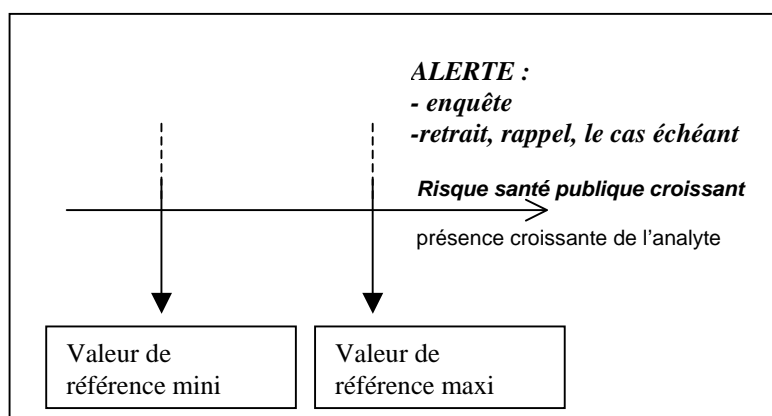 ALERTE :
- enquête
-retrait, rappel, le cas échéant
Risque santé publique croissant
présence croissante de l'analyte
Valeur de
référence mini
Valeur de
référence maxi